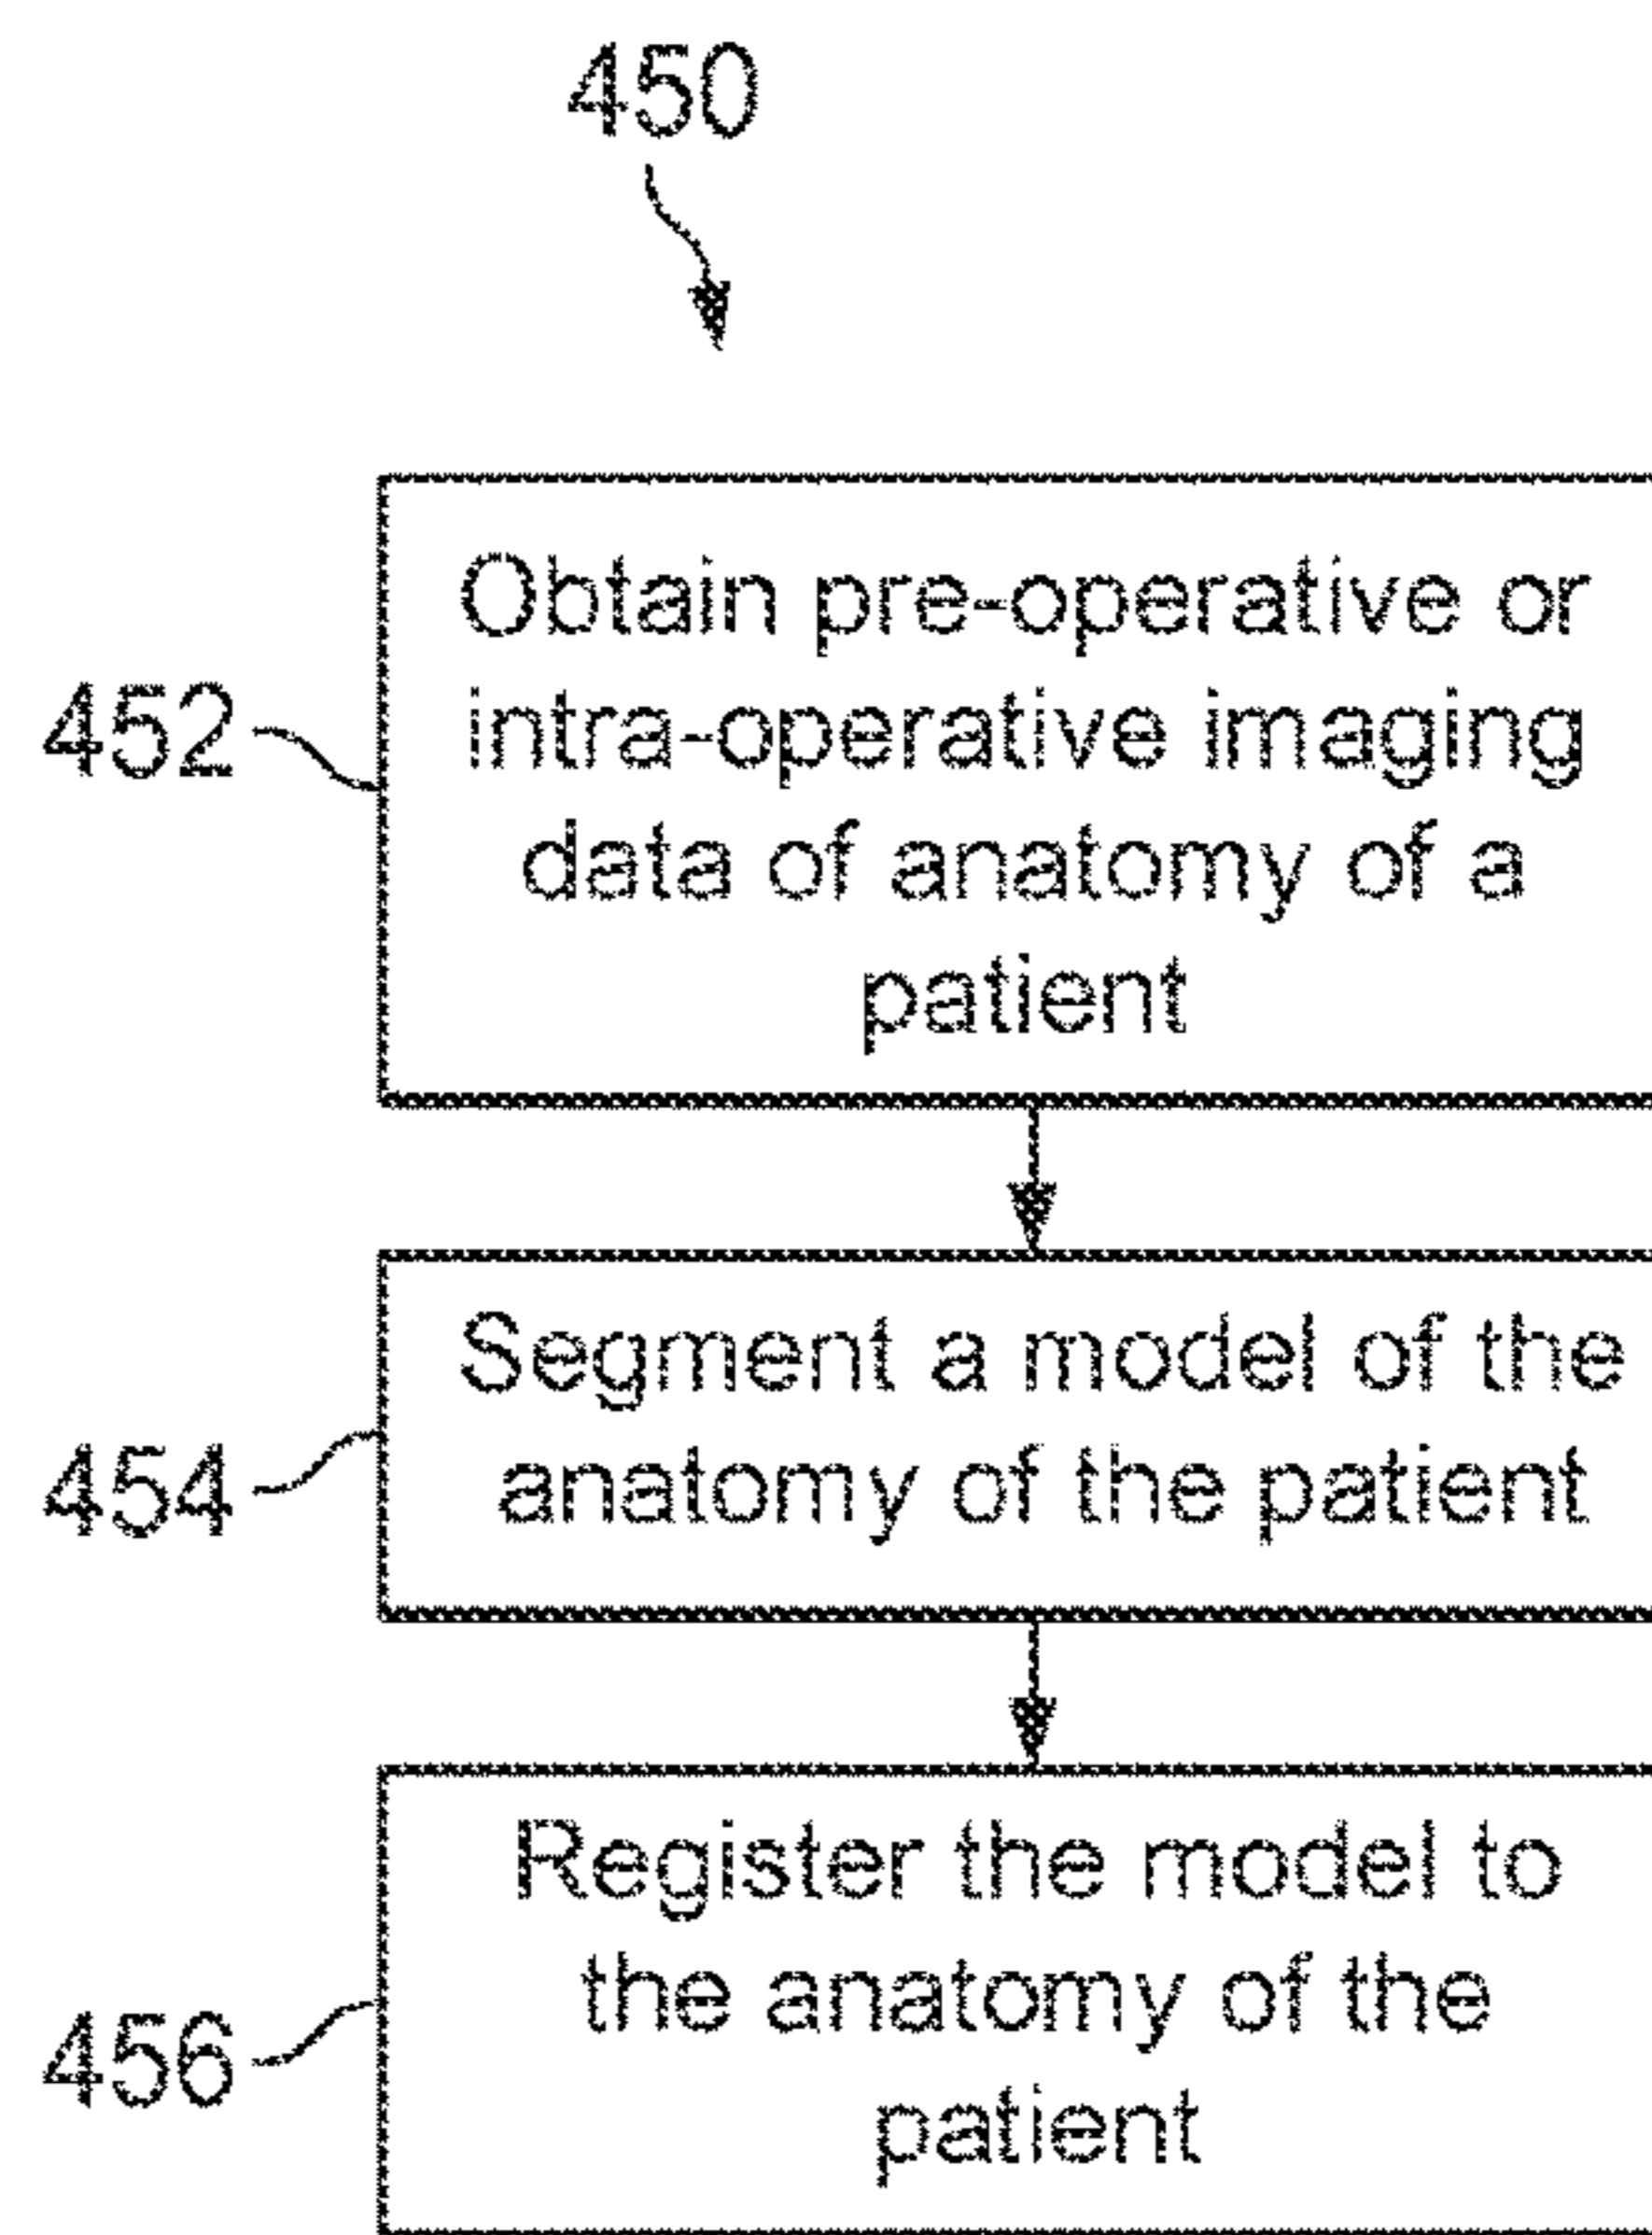 450
452
Obtain pre-operative or
intra-operative imaging
data of anatomy of a
patient
454
Segment a model of the
anatomy of the patient
456
Register the model to
the anatomy of the
patient